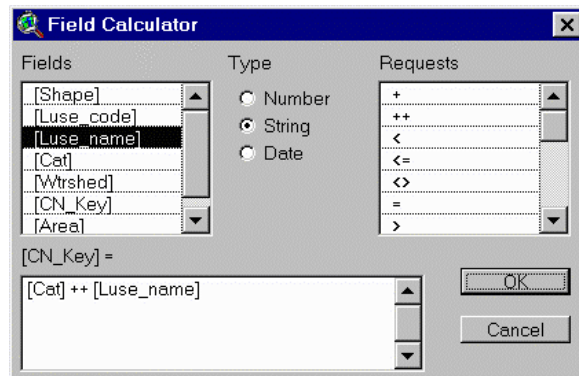 Field Calculator
Fields
Type
Requests
[Shape]
[Luse_code]
[Luse_name]
[Cat]
[Wtrshed]
[CN_Key]
[Area]
Number
String
Date
+
++
<
<=
<>
=
>
[CN_Key] =
[Cat] ++ [Luse_name]
OK
Cancel